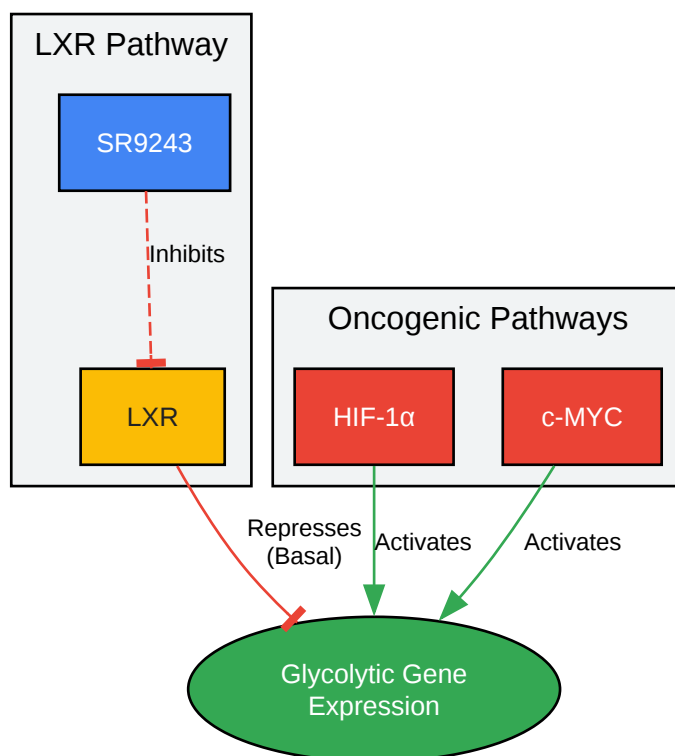 LXR Pathway
SR9243
Inhibits
Oncogenic Pathways
LXR
HIF-1α
c-MYC
Represses
(Basal)
Activates
Activates
Glycolytic Gene
Expression